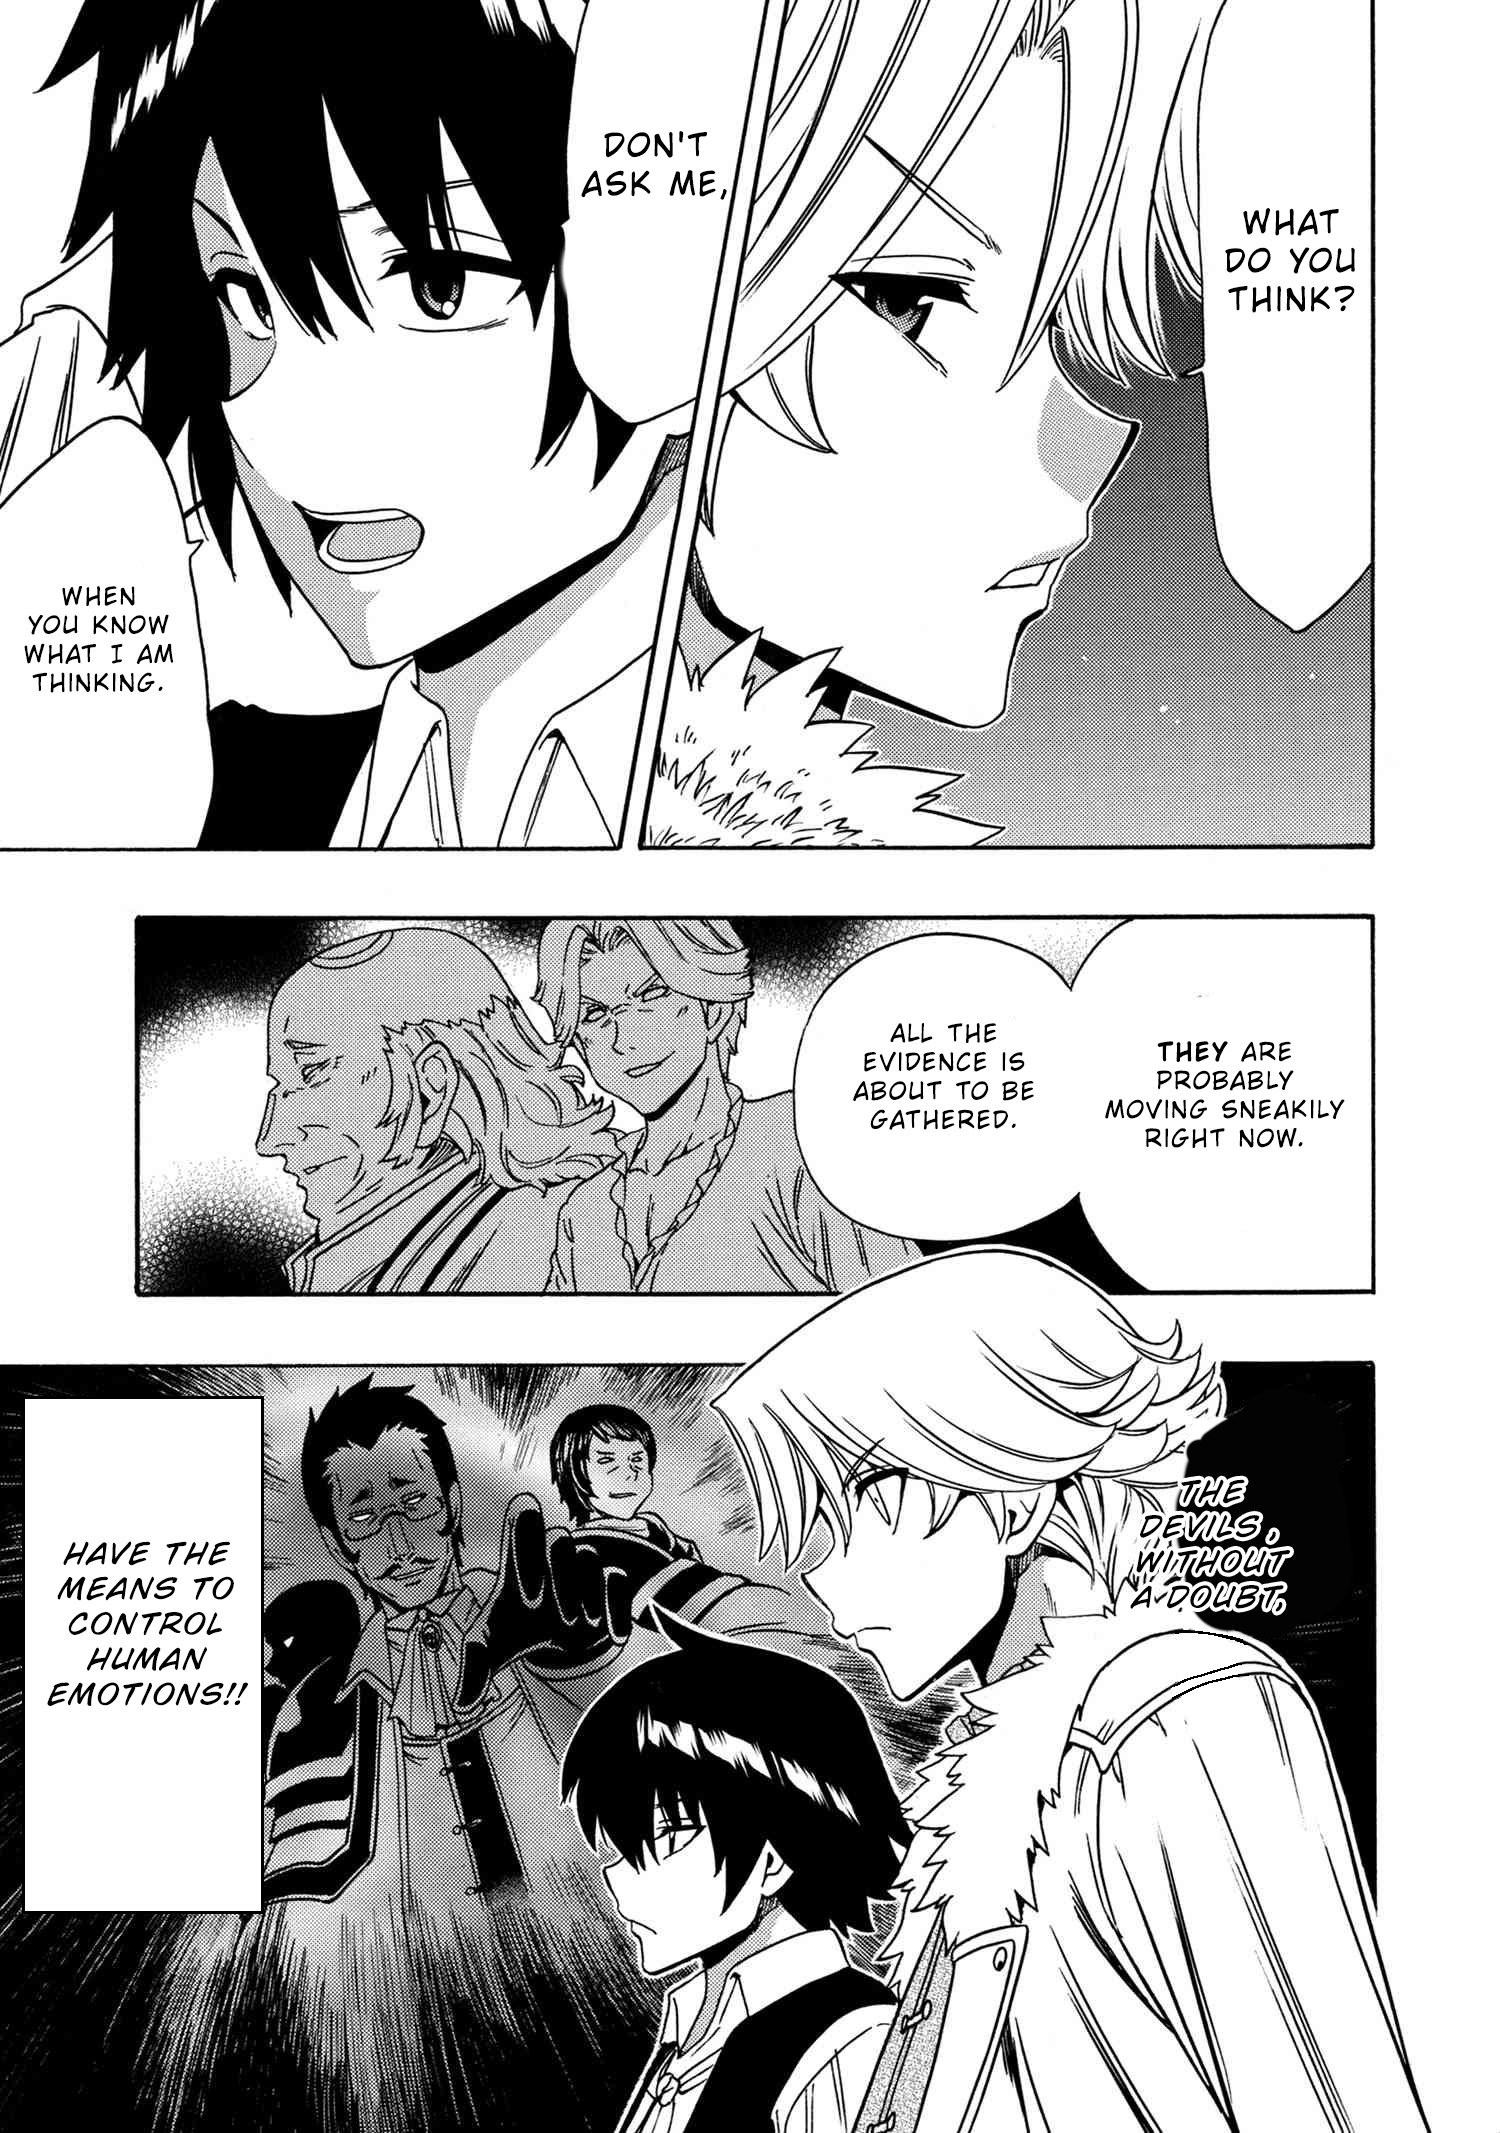 WHAT
DO YOU
THINK?
DON'T
ASK ME,
WHEN
YOU KNOW
WHAT I AM
THINKING.
THEY ARE
PROBABLY
MOVING SNEAKILY
RIGHT NOW.
ALL THE
EVIDENCE IS
ABOUT TO BE
GATHERED.
THE
DEVILS,
WITHOUT
A DOUBT,
HAVE THE
MEANS TO
CONTROL
HUMAN
EMOTIONS!!